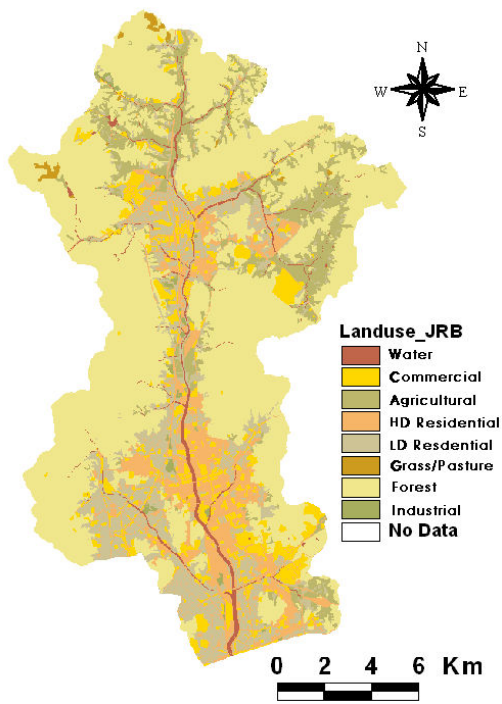 N
W E
S
Landuse_JRB
Water
Commercial
Agricultural
HD Residential
LD Resdential
Grass/Pasture
Forest
Industrial
No Data
0 2 4 6 Km